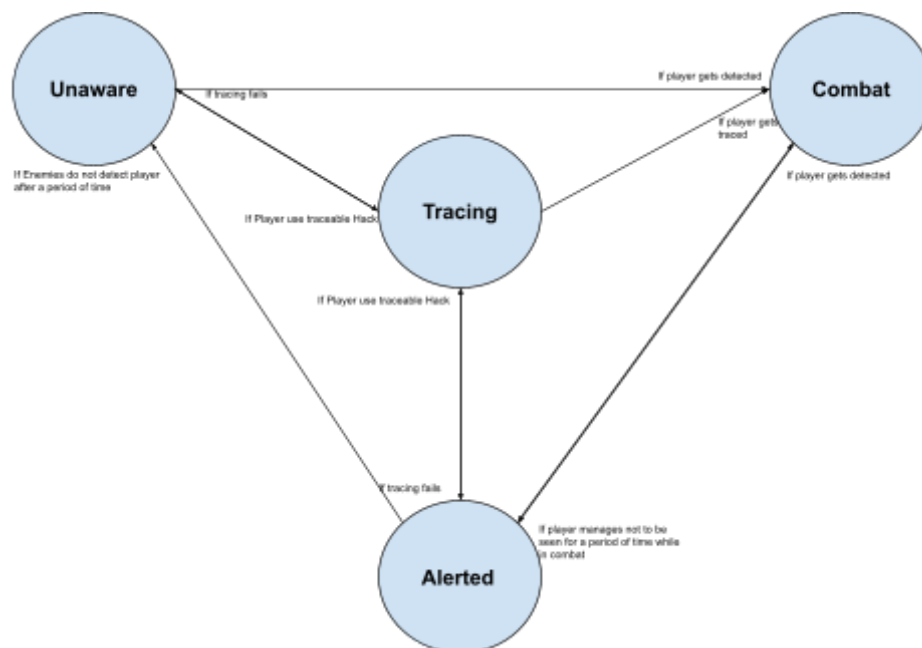 Unaware
Combat
If player gets detected
If tracing fails
If player gets
traced
If Enemies do not detect player
after a period of time
If player gets detected
Tracing
If Player use traceable Hack
If Player use traceable Hack
If tracing fails
If player manages not to be
seen for a period of time while
in combat
Alerted